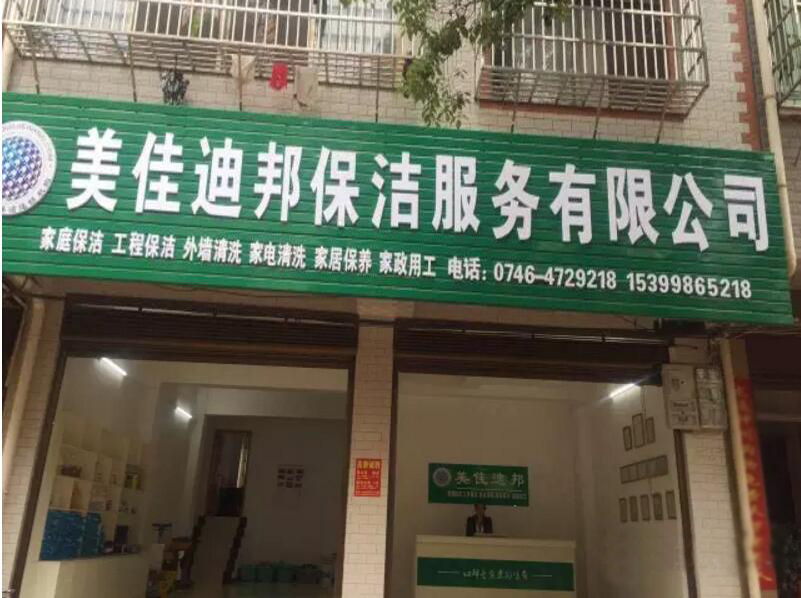 美佳迪邦保洁服务有限公司
家庭保洁 工程保洁 外墙清洗 家电清洗 家居保养 家政用工 电话: 0746-4729218 15399865218
美佳迪邦